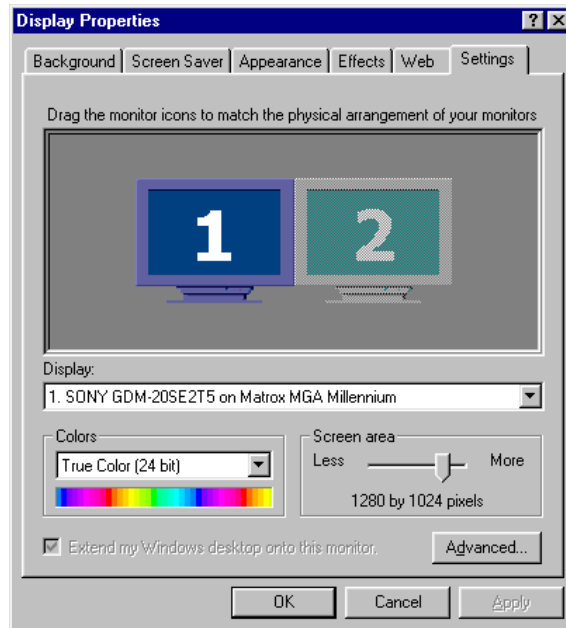 Display Properties
Background Screen Saver Appearance Effects Web Settings
Drag the monitor icons to match the physical arrangement of your monitors
1 2
Display:
1. SONY GDM-20SE2T5 on Matrox MGA Millennium
Colors Screen area
True Color (24 bit) Less More
1280 by 1024 pixels
Extend my Windows desktop onto this monitor. Advanced...
OK Cancel Apply